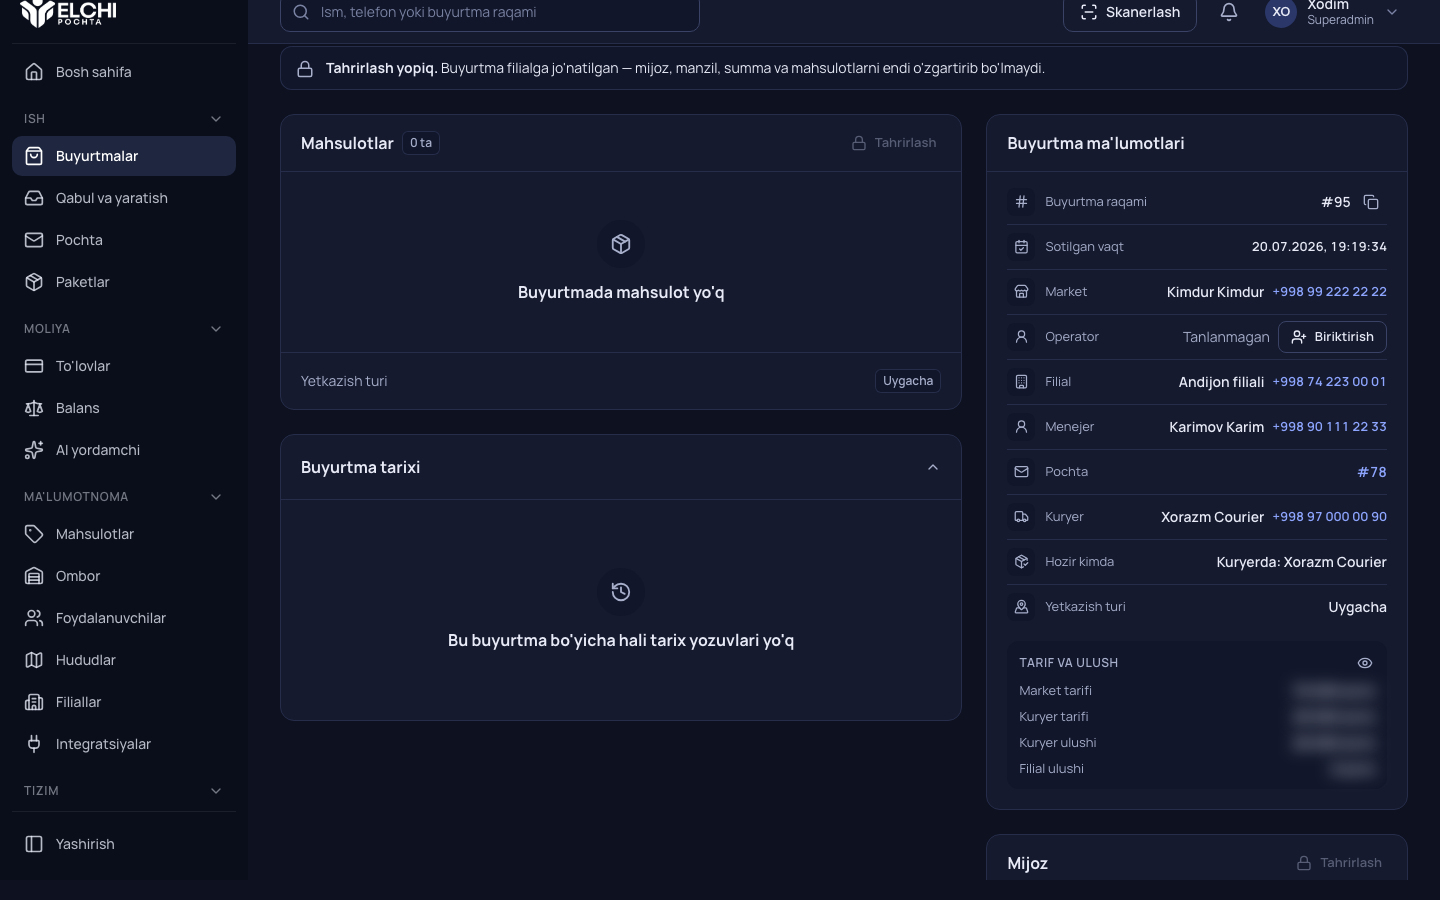 ELCHI
POCHTA
Ism, telefon yoki buyurtma raqami
Skanerlash
XO
Xodim
Superadmin
Bosh sahifa
ISH
Buyurtmalar
Qabul va yaratish
Pochta
Paketlar
MOLIYA
To'lovlar
Balans
AI yordamchi
MA'LUMOTNOMA
Mahsulotlar
Ombor
Foydalanuvchilar
Hududlar
Filiallar
Integratsiyalar
TIZIM
Yashirish
Tahrirlash yopiq. Buyurtma filialga jo'natilgan — mijoz, manzil, summa va mahsulotlarni endi o'zgartirib bo'lmaydi.
Mahsulotlar 0 ta Tahrirlash
Buyurtmada mahsulot yo'q
Yetkazish turi Uygacha
Buyurtma tarixi
Bu buyurtma bo'yicha hali tarix yozuvlari yo'q
Buyurtma ma'lumotlari
Buyurtma raqami #95
Sotilgan vaqt 20.07.2026, 19:19:34
Market Kimdur Kimdur +998 99 222 22 22
Operator Tanlanmagan Biriktirish
Filial Andijon filiali +998 74 223 00 01
Menejer Karimov Karim +998 90 111 22 33
Pochta #78
Kuryer Xorazm Courier +998 97 000 00 90
Hozir kimda Kuryerda: Xorazm Courier
Yetkazish turi Uygacha
TARIF VA ULUSH
Market tarifi
Kuryer tarifi
Kuryer ulushi
Filial ulushi
Mijoz Tahrirlash